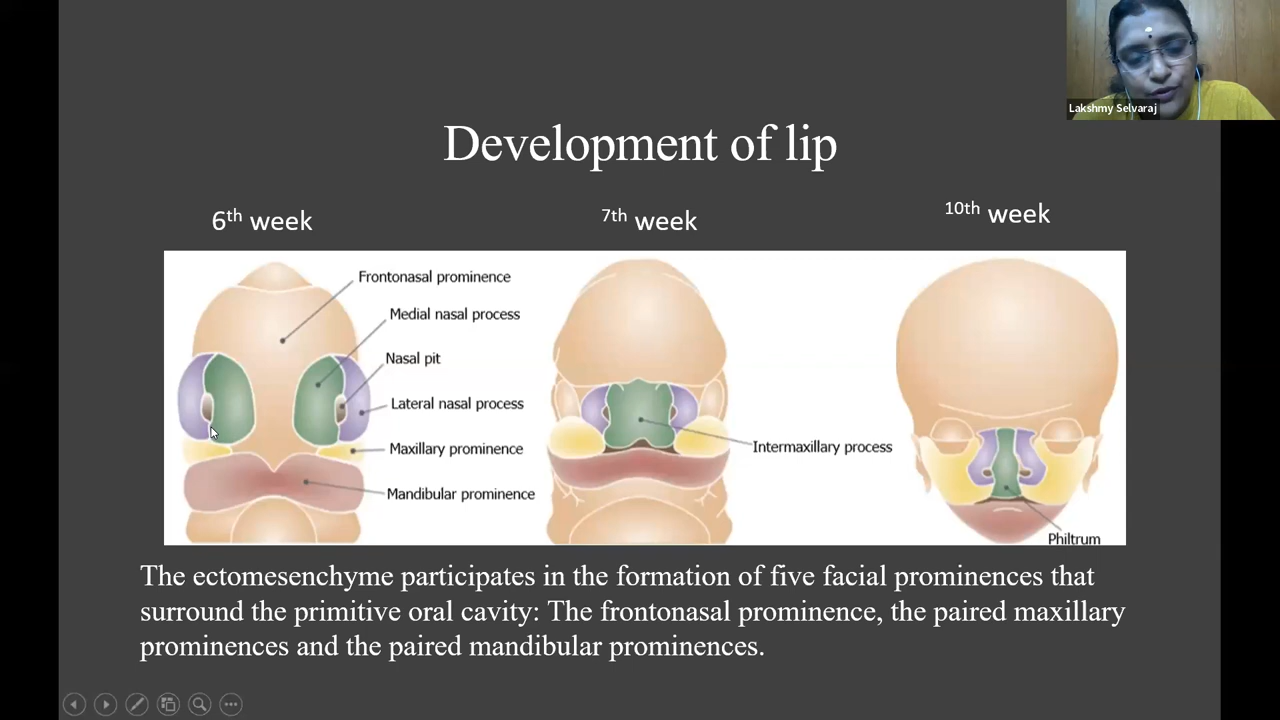 Lakshmy Selvaraj
Development of lip
6th week
7th week
10th week
Frontonasal prominence
Medial nasal process
Nasal pit
Lateral nasal process
Maxillary prominence
Mandibular prominence
Intermaxillary process
Philtrum
The ectomesenchyme participates in the formation of five facial prominences that
surround the primitive oral cavity: The frontonasal prominence, the paired maxillary
prominences and the paired mandibular prominences.